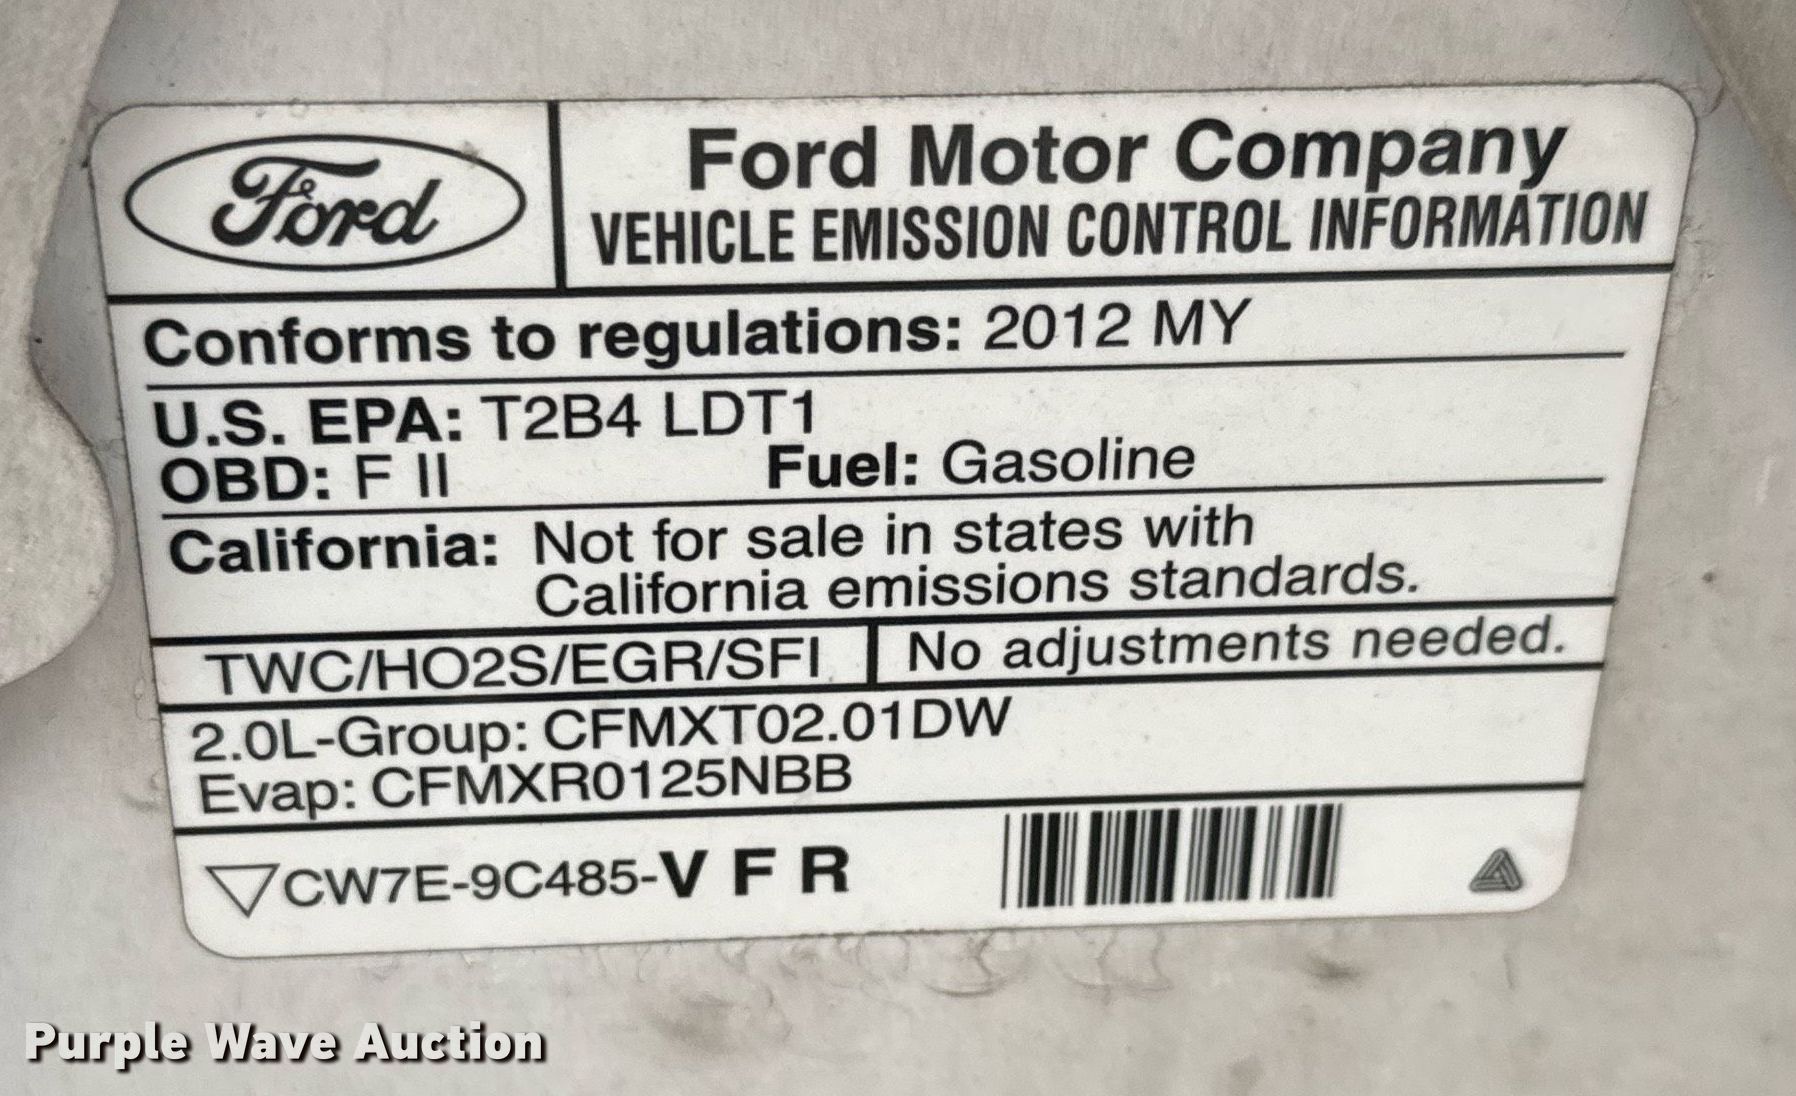 Ford
Ford Motor Company
VEHICLE EMISSION CONTROL INFORMATION
Conforms to regulations: 2012 MY
U.S. EPA: T2B4 LDT1
OBD: F II Fuel: Gasoline
California: Not for sale in states with
California emissions standards.
TWC/HO2S/EGR/SFI No adjustments needed.
2.0L-Group: CFMXT02.01DW
Evap: CFMXR0125NBB
CW7E-9C485-V F R
Purple Wave Auction